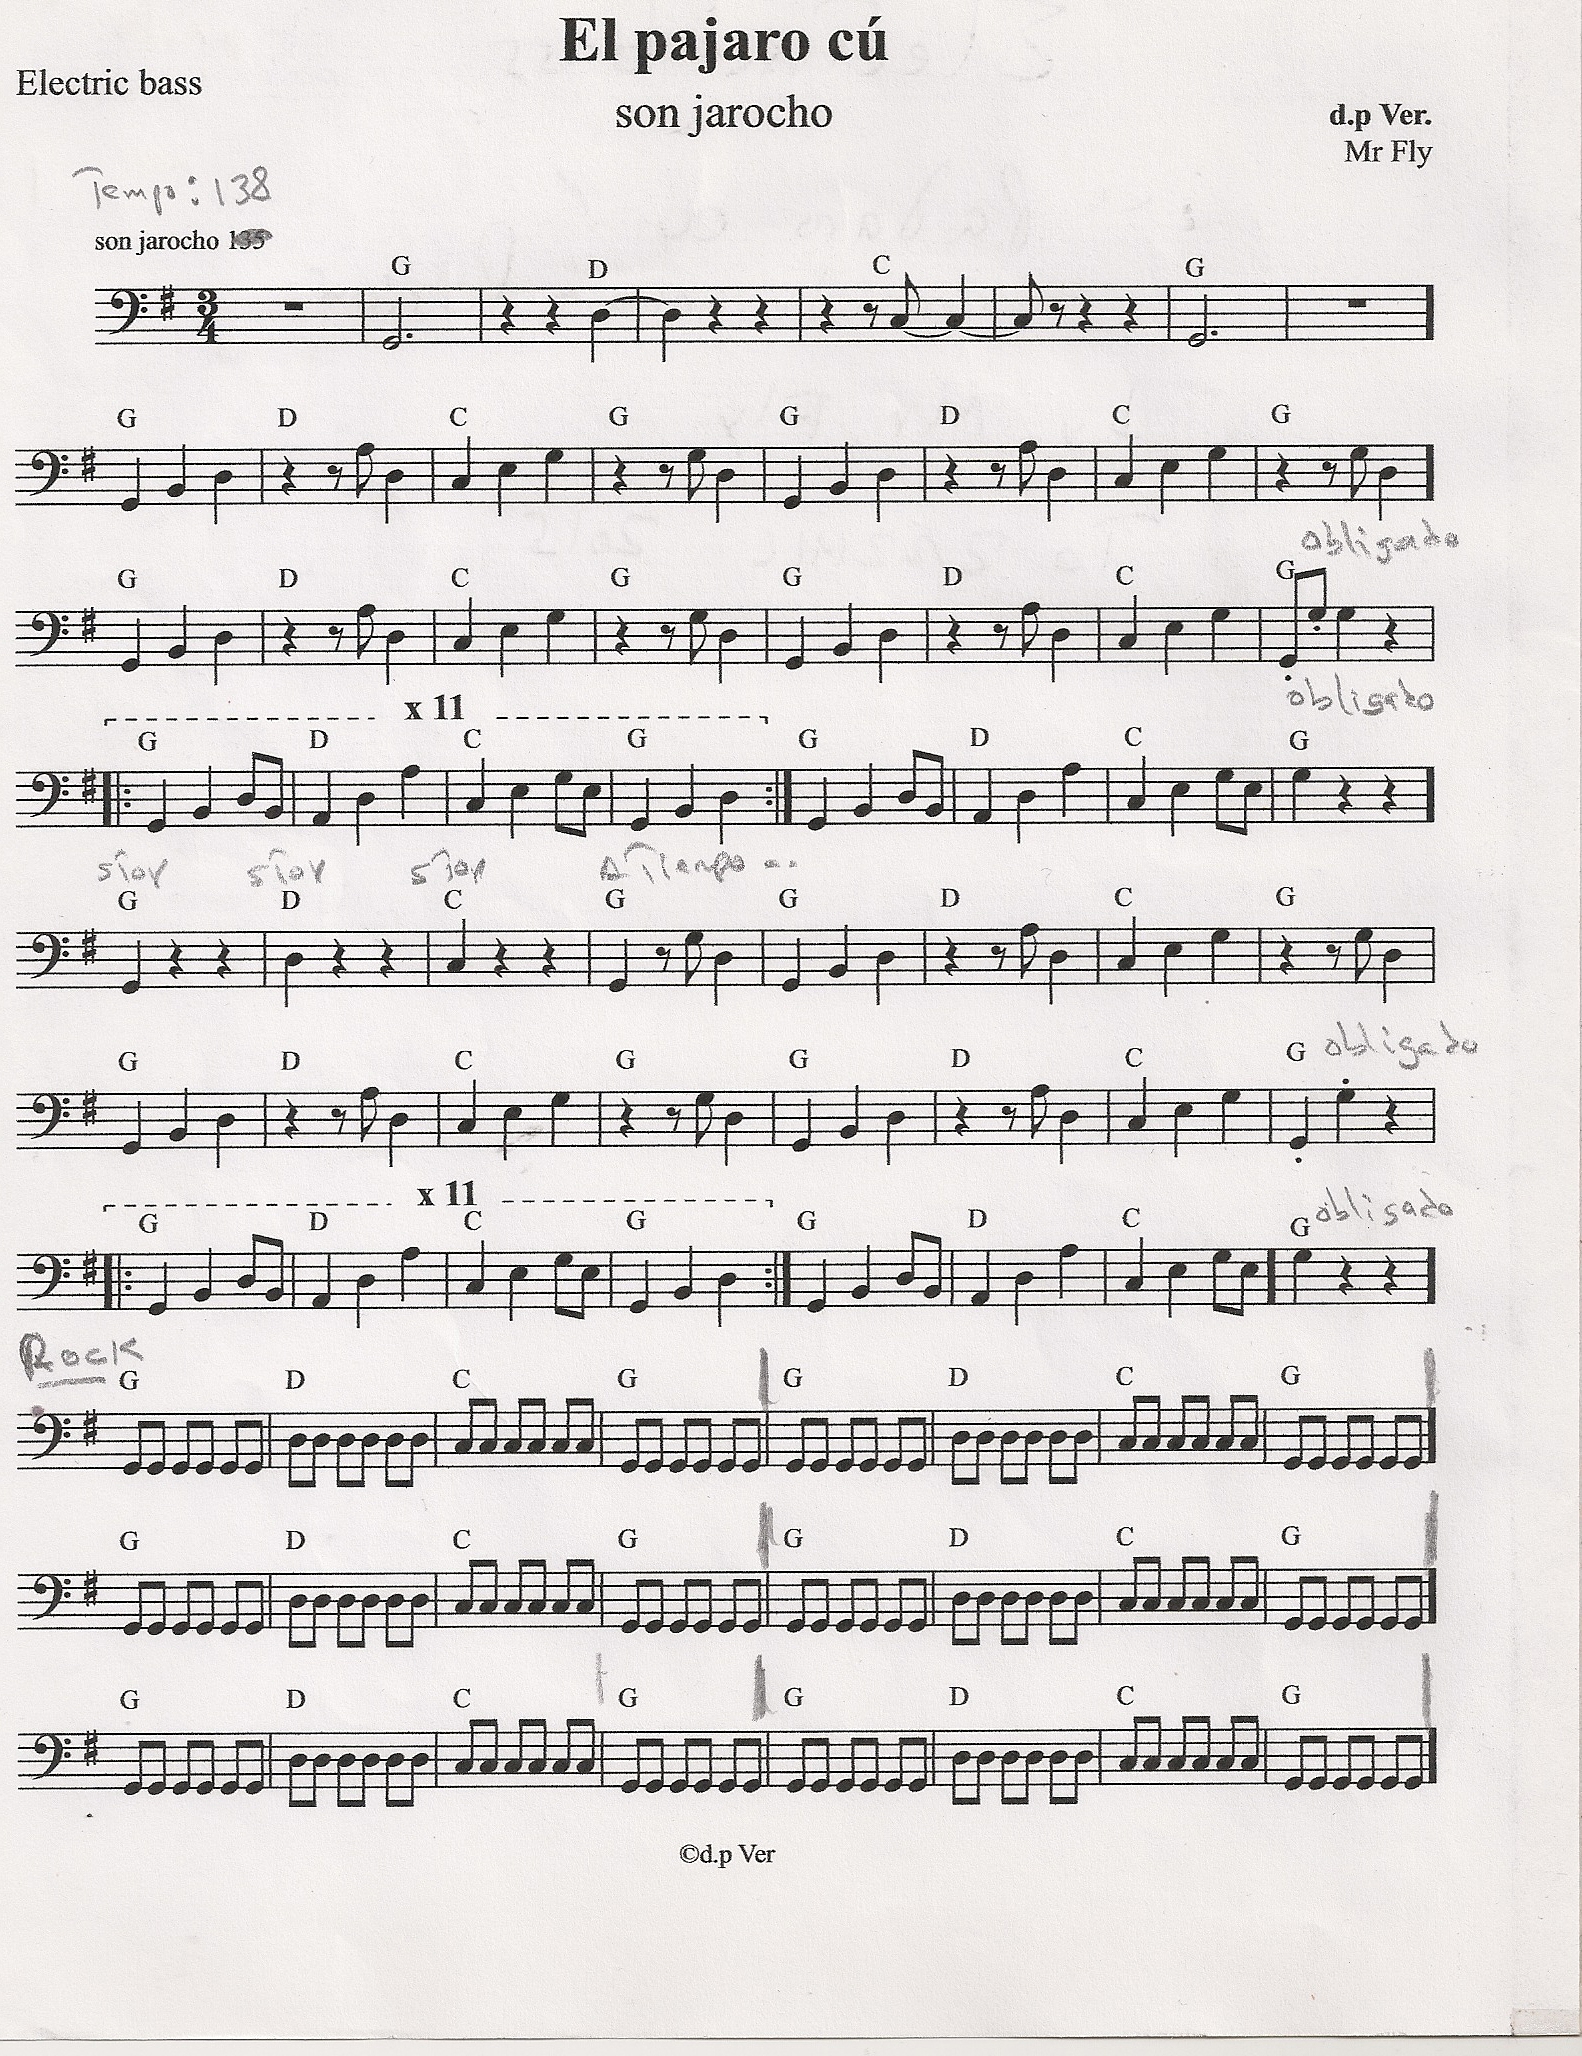 El pajaro cú
Electric bass
son jarocho
d.p Ver.
Mr Fly
Tempo: 138
son jarocho 135
G D C G
G D C G G D C G
obligado
G D C G G D C G
obligado
x 11
G D C G G D C G
stop stop stop A Tiempo --
G D C G G D C G
obligado
G D C G G D C G
x 11
obligado
G D C G G D C G
Rock
G D C G G D C G
G D C G G D C G
G D C G G D C G
©d.p Ver